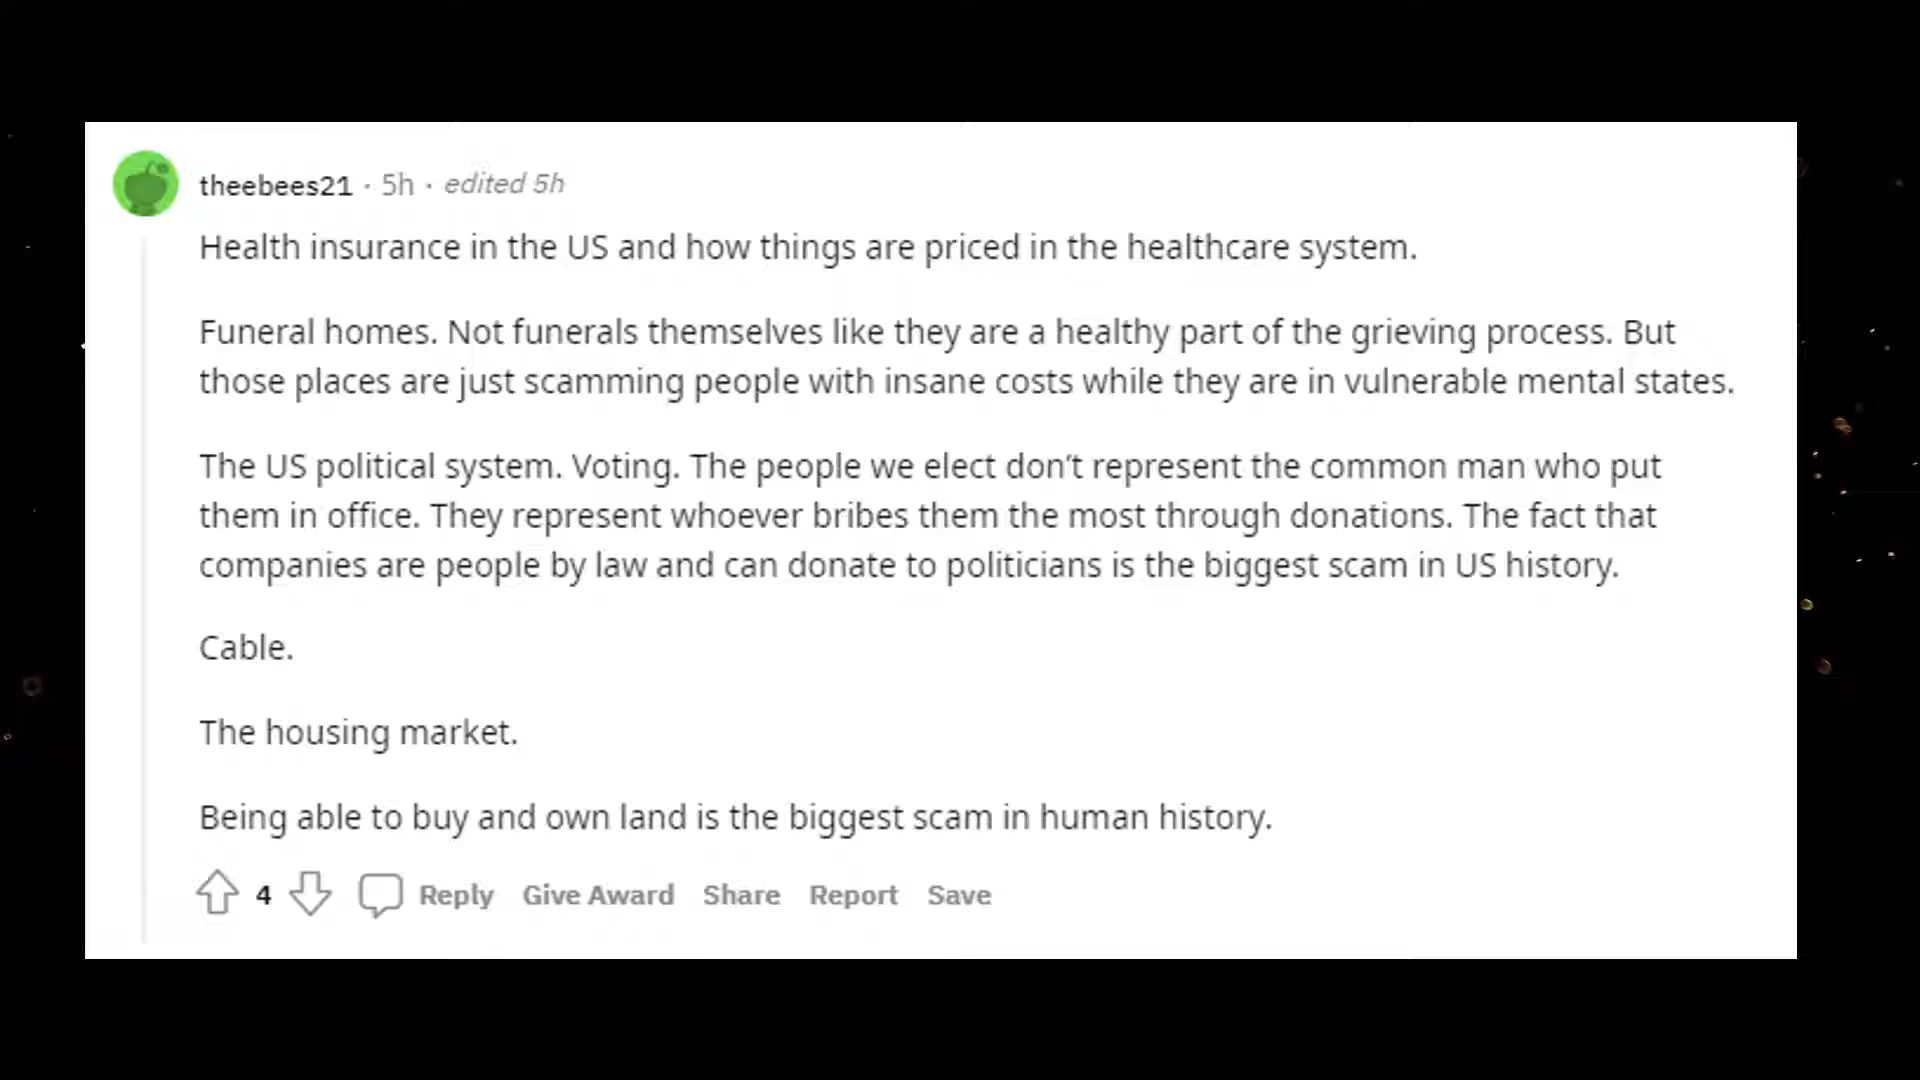 theebees21 · 5h · edited 5h
Health insurance in the US and how things are priced in the healthcare system.
Funeral homes. Not funerals themselves like they are a healthy part of the grieving process. But
those places are just scamming people with insane costs while they are in vulnerable mental states.
The US political system. Voting. The people we elect don’t represent the common man who put
them in office. They represent whoever bribes them the most through donations. The fact that
companies are people by law and can donate to politicians is the biggest scam in US history.
Cable.
The housing market.
Being able to buy and own land is the biggest scam in human history.
4 Reply Give Award Share Report Save